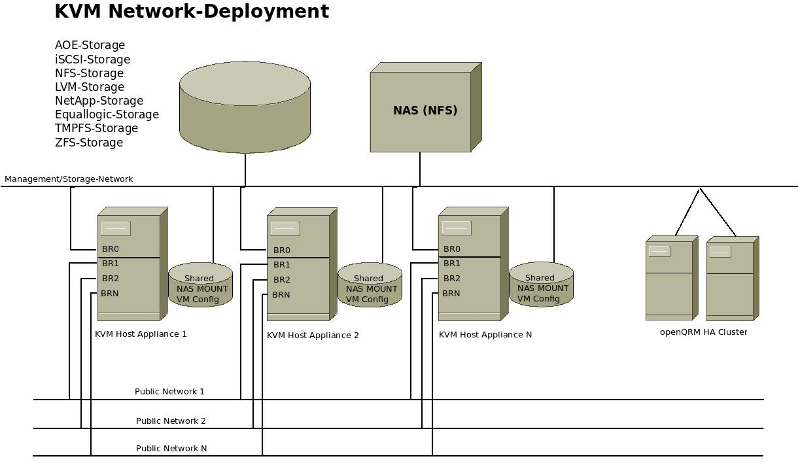 KVM Network-Deployment
AOE-Storage
iSCSI-Storage
NFS-Storage
LVM-Storage
NetApp-Storage
Equallogic-Storage
TMPFS-Storage
ZFS-Storage
NAS (NFS)
Management/Storage-Network
BR0
BR1
BR2
BRN
Shared
NAS MOUNT
VM Config
KVM Host Appliance 1
BR0
BR1
BR2
BRN
Shared
NAS MOUNT
VM Config
KVM Host Appliance 2
BR0
BR1
BR2
BRN
Shared
NAS MOUNT
VM Config
KVM Host Appliance N
openQRM HA Cluster
Public Network 1
Public Network 2
Public Network N